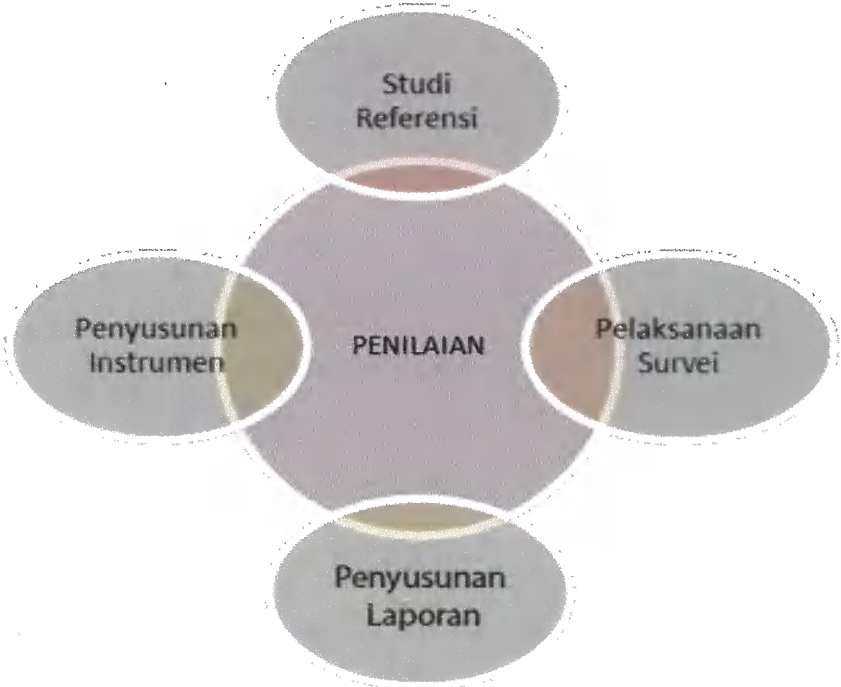 Studi
Referensi
Penyusunan
Instrumen
PENILAIAN
Pelaksanaan
Survei
Penyusunan
Laporan